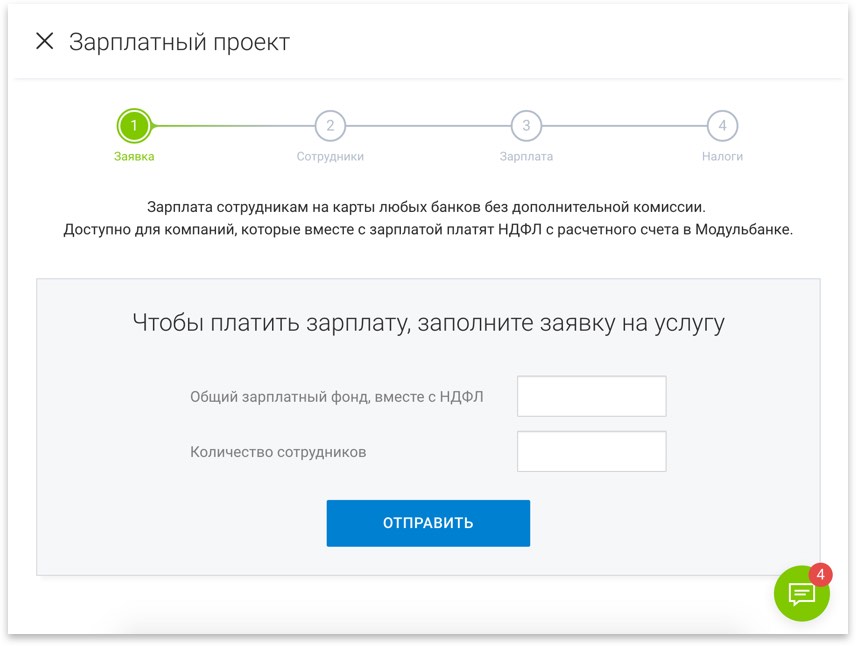 Зарплатный проект
1
2
3
4
Заявка
Сотрудники
Зарплата
Налоги
Зарплата сотрудникам на карты любых банков без дополнительной комиссии.
Доступно для компаний, которые вместе с зарплатой платят НДФЛ с расчетного счета в Модульбанке.
Чтобы платить зарплату, заполните заявку на услугу
Общий зарплатный фонд, вместе с НДФЛ
Количество сотрудников
ОТПРАВИТЬ
4